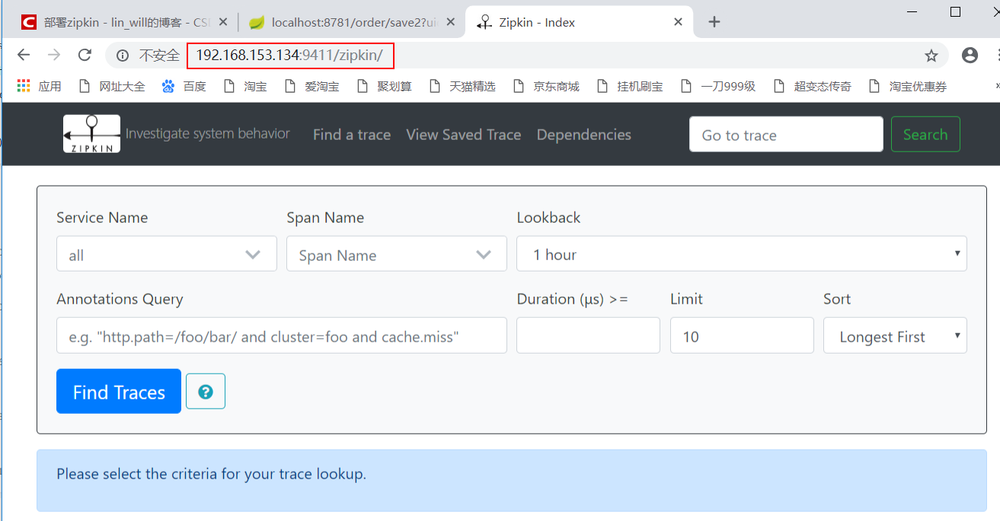 部署zipkin - lin_will的博客 - CS
localhost:8781/order/save2?ui
Zipkin - Index
不安全 192.168.153.134:9411/zipkin/
应用 网址大全 百度 淘宝 爱淘宝 聚划算 天猫精选 京东商城 挂机刷宝 一刀999级 超变态传奇 淘宝优惠券
ZIPKIN Investigate system behavior Find a trace View Saved Trace Dependencies Go to trace Search
Service Name Span Name Lookback
all Span Name 1 hour
Annotations Query Duration (μs) >= Limit Sort
e.g. "http.path=/foo/bar/ and cluster=foo and cache.miss" 10 Longest First
Find Traces
Please select the criteria for your trace lookup.